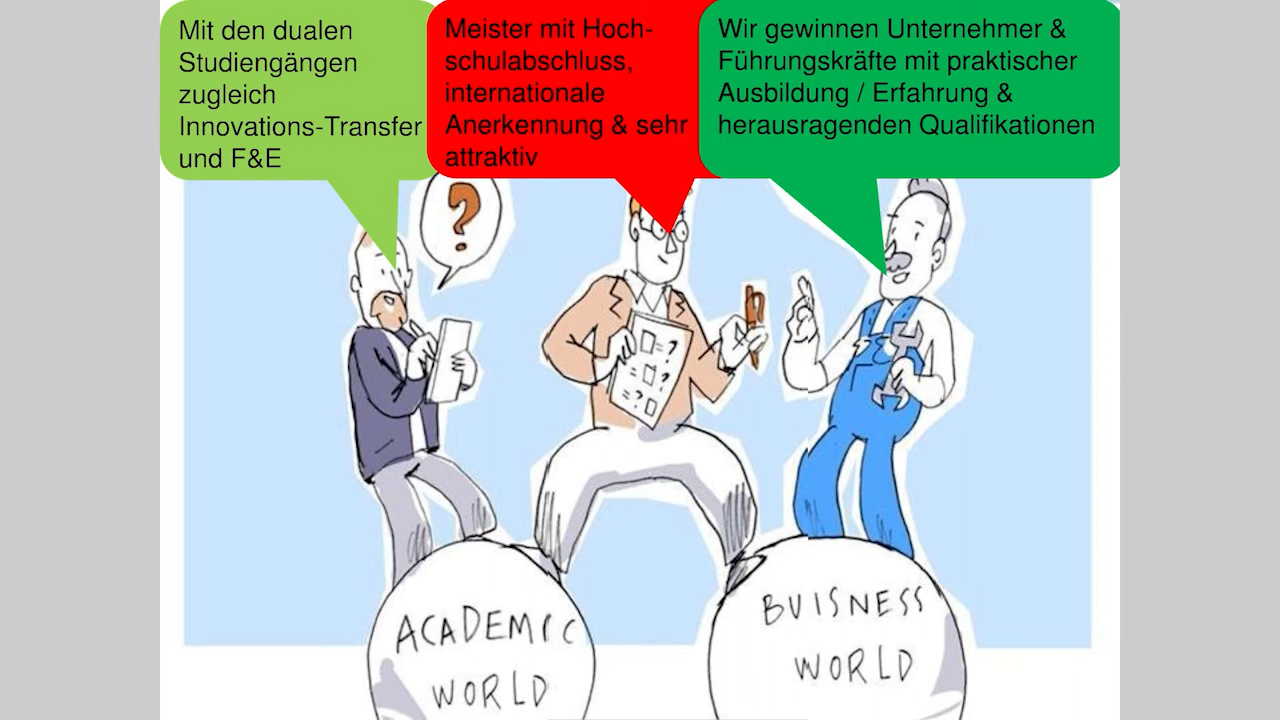 Mit den dualen
Studiengängen
zugleich
Innovations-Transfer
und F&E
Meister mit Hoch-
schulabschluss,
internationale
Anerkennung & sehr
attraktiv
Wir gewinnen Unternehmer &
Führungskräfte mit praktischer
Ausbildung / Erfahrung &
herausragenden Qualifikationen
?
= ?
= ?
= ?
ACADEMIC
WORLD
BUISNESS
WORLD